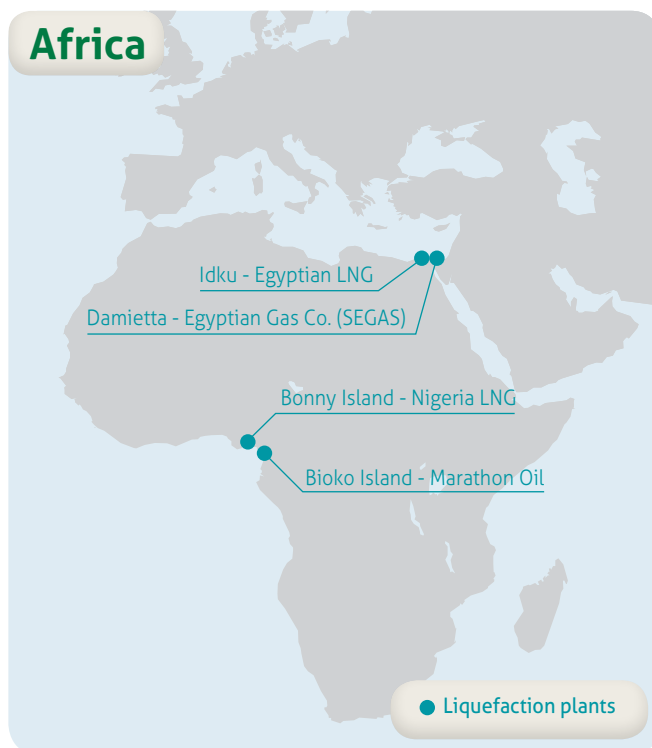 Africa
Idku - Egyptian LNG
Damietta - Egyptian Gas Co. (SEGAS)
Bonny Island - Nigeria LNG
Bioko Island - Marathon Oil
Liquefaction plants